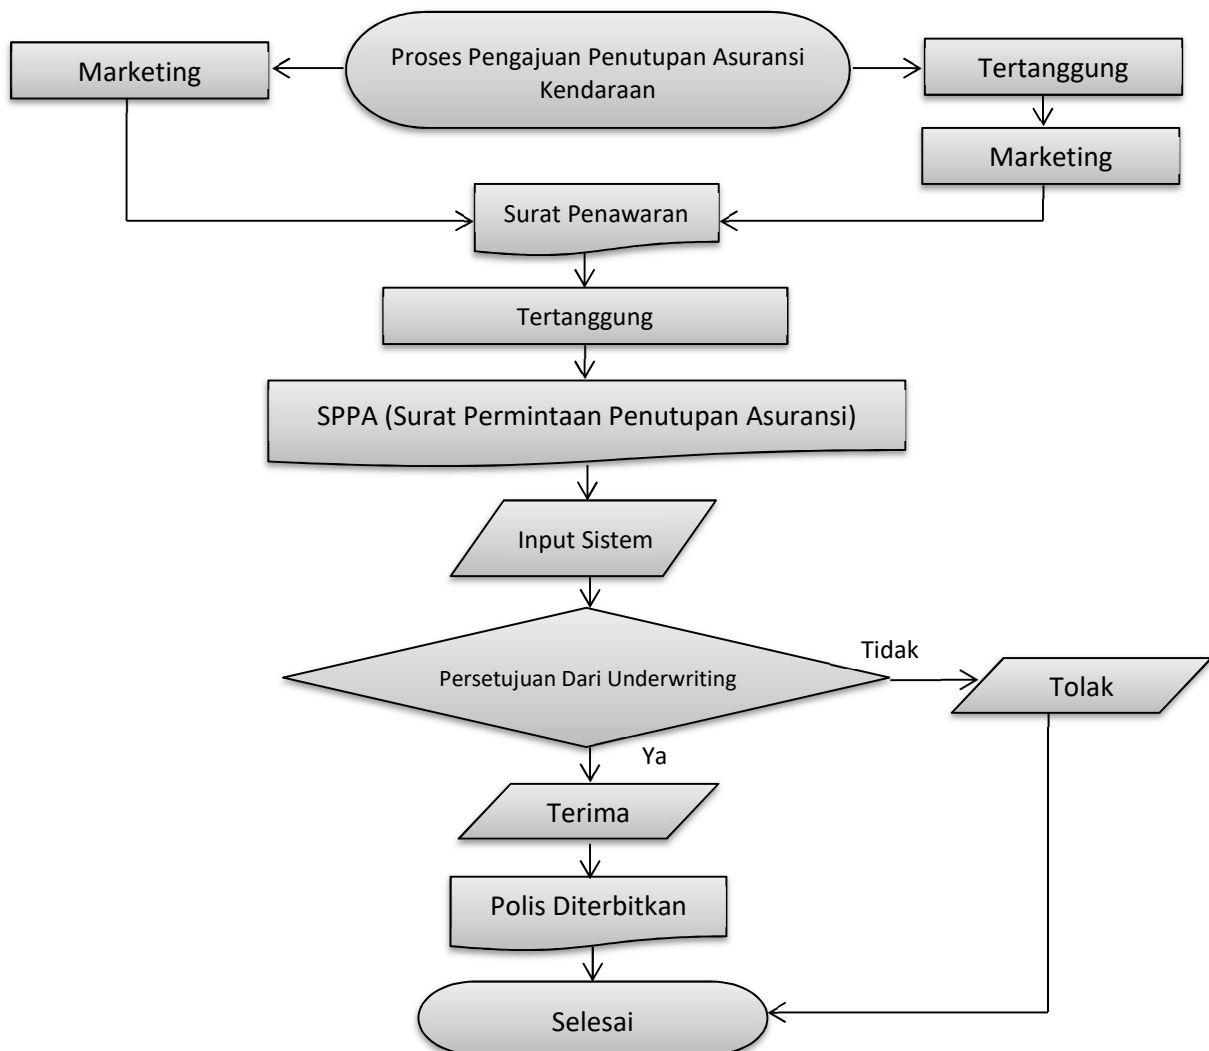 Proses Pengajuan Penutupan Asuransi
Kendaraan
Marketing
Tertanggung
Marketing
Surat Penawaran
Tertanggung
SPPA (Surat Permintaan Penutupan Asuransi)
Input Sistem
Persetujuan Dari Underwriting
Tidak
Tolak
Ya
Terima
Polis Diterbitkan
Selesai